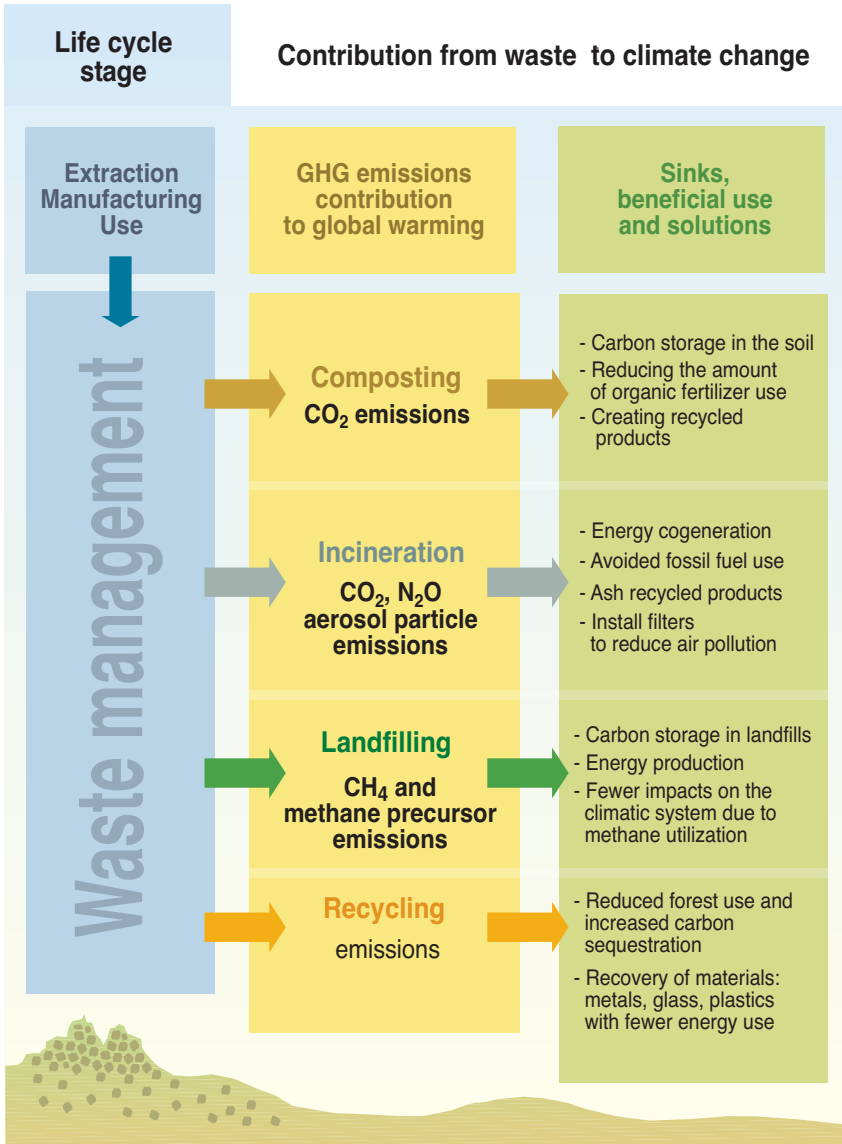 Life cycle
stage
Contribution from waste to climate change
Extraction
Manufacturing
Use
GHG emissions
contribution
to global warming
Sinks,
beneficial use
and solutions
Waste management
Composting
CO₂ emissions
- Carbon storage in the soil
- Reducing the amount
of organic fertilizer use
- Creating recycled
products
Incineration
CO₂, N₂O
aerosol particle
emissions
- Energy cogeneration
- Avoided fossil fuel use
- Ash recycled products
- Install filters
to reduce air pollution
Landfilling
CH₄ and
methane precursor
emissions
- Carbon storage in landfills
- Energy production
- Fewer impacts on the
climatic system due to
methane utilization
Recycling
emissions
- Reduced forest use and
increased carbon
sequestration
- Recovery of materials:
metals, glass, plastics
with fewer energy use